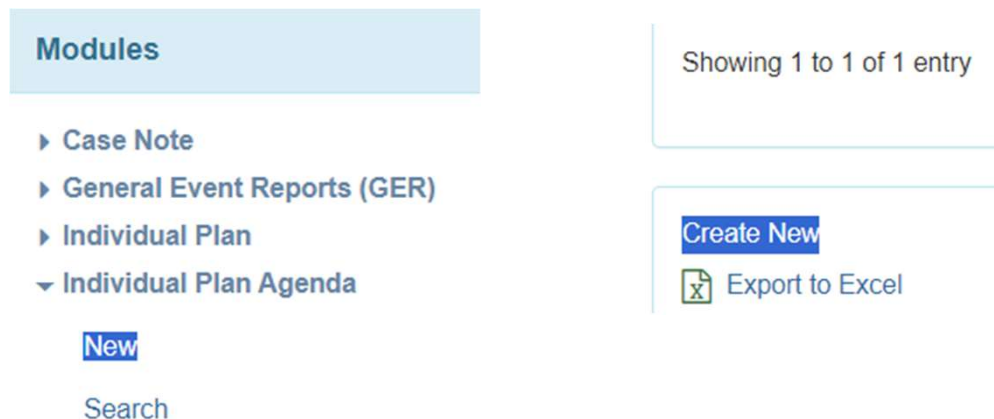 Modules
Case Note
General Event Reports (GER)
Individual Plan
Individual Plan Agenda
New
Search
Showing 1 to 1 of 1 entry
Create New
Export to Excel